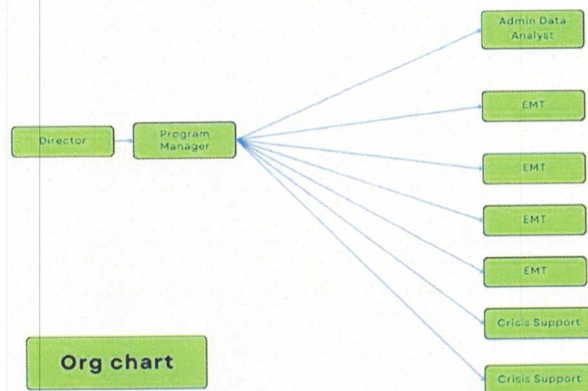 Admin Data
Analyst
EMT
Director
Program
Manager
EMT
EMT
EMT
Crisis Support
Org chart
Crisis Support